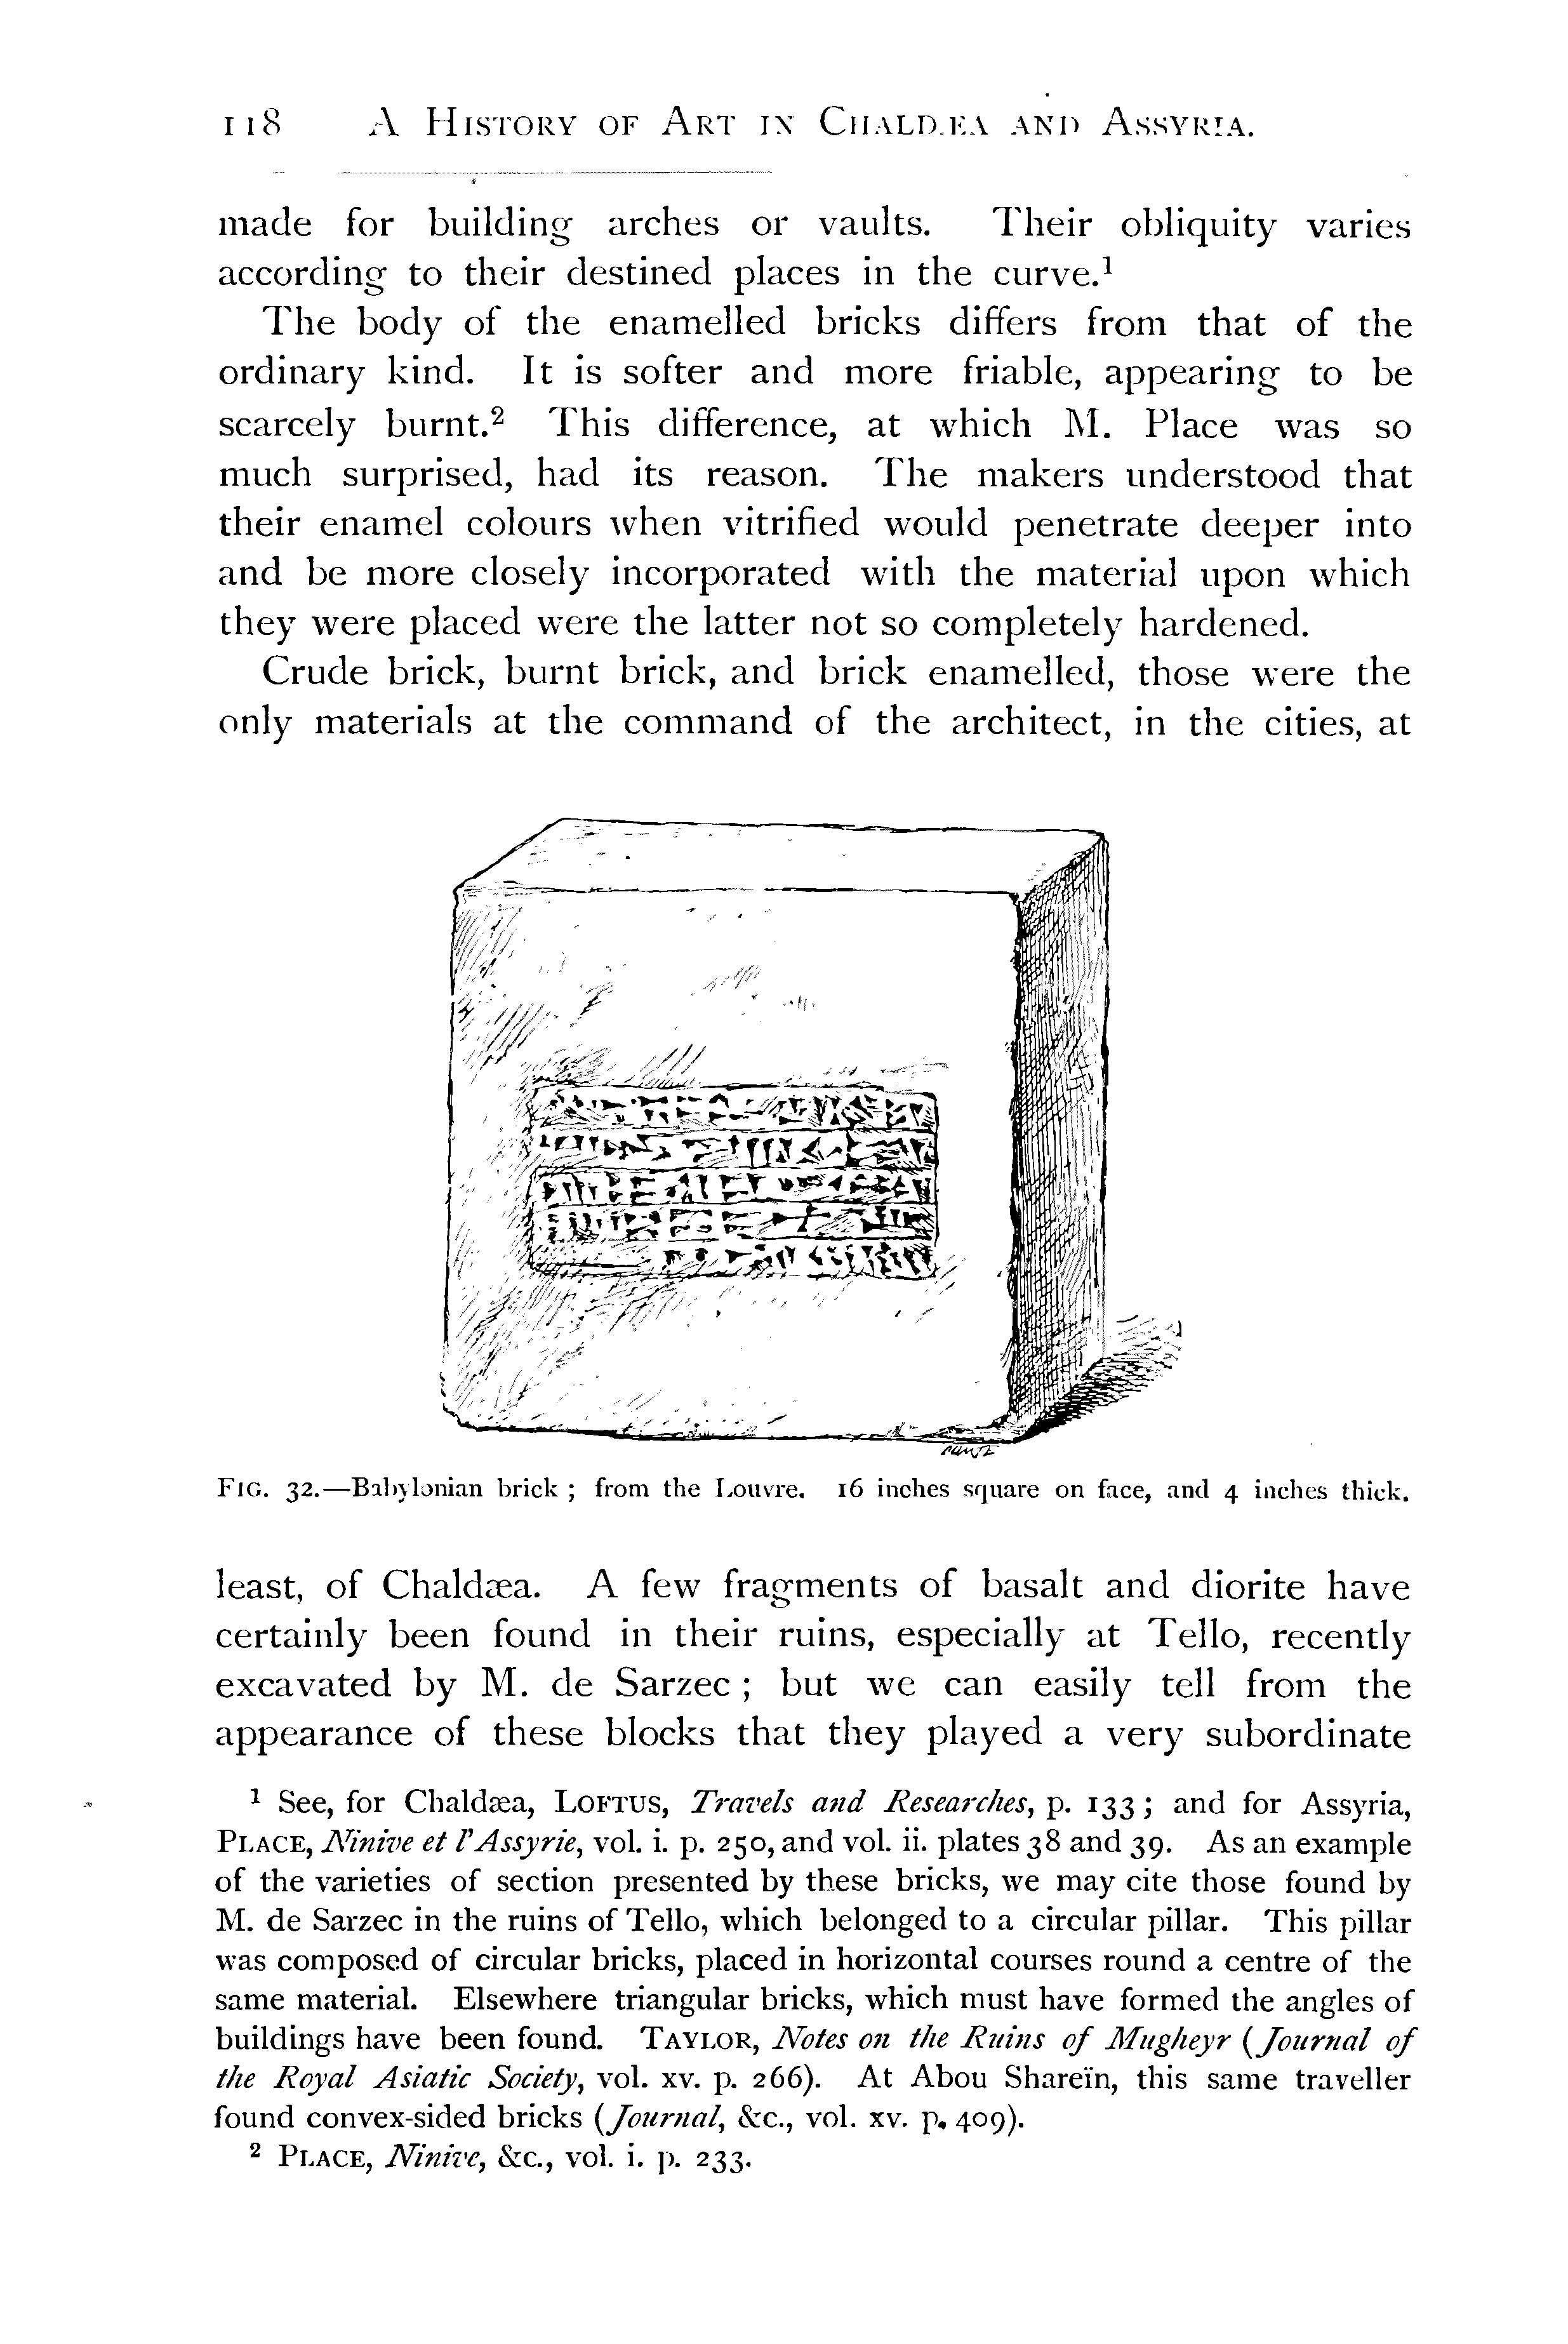 118 A History of Art in Chaldæa and Assyria.
made for building arches or vaults. Their obliquity varies
according to their destined places in the curve.¹
The body of the enamelled bricks differs from that of the
ordinary kind. It is softer and more friable, appearing to be
scarcely burnt.² This difference, at which M. Place was so
much surprised, had its reason. The makers understood that
their enamel colours when vitrified would penetrate deeper into
and be more closely incorporated with the material upon which
they were placed were the latter not so completely hardened.
Crude brick, burnt brick, and brick enamelled, those were the
only materials at the command of the architect, in the cities, at
Fig. 32.—Babylonian brick ; from the Louvre. 16 inches square on face, and 4 inches thick.
least, of Chaldæa. A few fragments of basalt and diorite have
certainly been found in their ruins, especially at Tello, recently
excavated by M. de Sarzec ; but we can easily tell from the
appearance of these blocks that they played a very subordinate
¹ See, for Chaldæa, Loftus, Travels and Researches, p. 133 ; and for Assyria,
Place, Ninive et l'Assyrie, vol. i. p. 250, and vol. ii. plates 38 and 39. As an example
of the varieties of section presented by these bricks, we may cite those found by
M. de Sarzec in the ruins of Tello, which belonged to a circular pillar. This pillar
was composed of circular bricks, placed in horizontal courses round a centre of the
same material. Elsewhere triangular bricks, which must have formed the angles of
buildings have been found. Taylor, Notes on the Ruins of Mugheyr (Journal of
the Royal Asiatic Society, vol. xv. p. 266). At Abou Shareïn, this same traveller
found convex-sided bricks (Journal, &c., vol. xv. p. 409).
² Place, Ninive, &c., vol. i. p. 233.